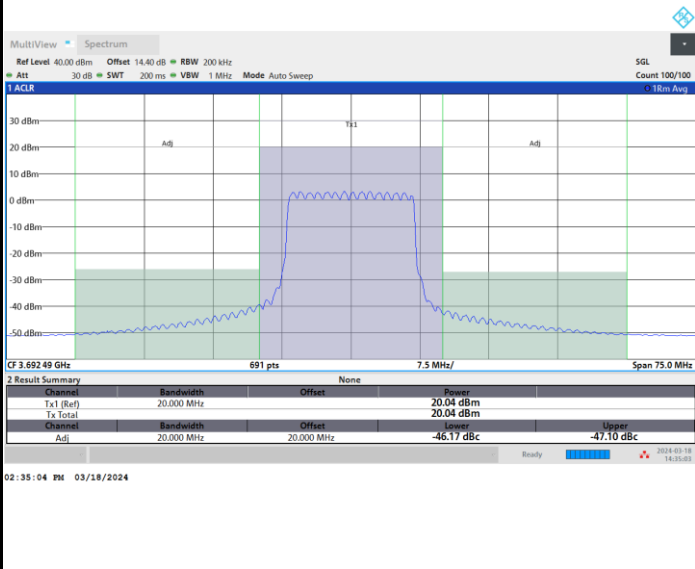 MultiView Spectrum
Ref Level 40.00 dBm Offset 14.40 dB RBW 200 kHz SGL
Att 30 dB SWT 200 ms VBW 1 MHz Mode Auto Sweep Count 100/100
1 ACLR 1Rm Avg
Tx1
30 dBm
Adj Adj
20 dBm
10 dBm
0 dBm
-10 dBm
-20 dBm
-30 dBm
-40 dBm
-50 dBm
CF 3.692 49 GHz 691 pts 7.5 MHz/ Span 75.0 MHz
2 Result Summary None
Channel Bandwidth Offset Power
Tx1 (Ref) 20.000 MHz 20.04 dBm
Tx Total 20.04 dBm
Channel Bandwidth Offset Lower Upper
Adj 20.000 MHz 20.000 MHz -46.17 dBc -47.10 dBc
Ready 2024-03-18
14:35:03
02:35:04 PM 03/18/2024